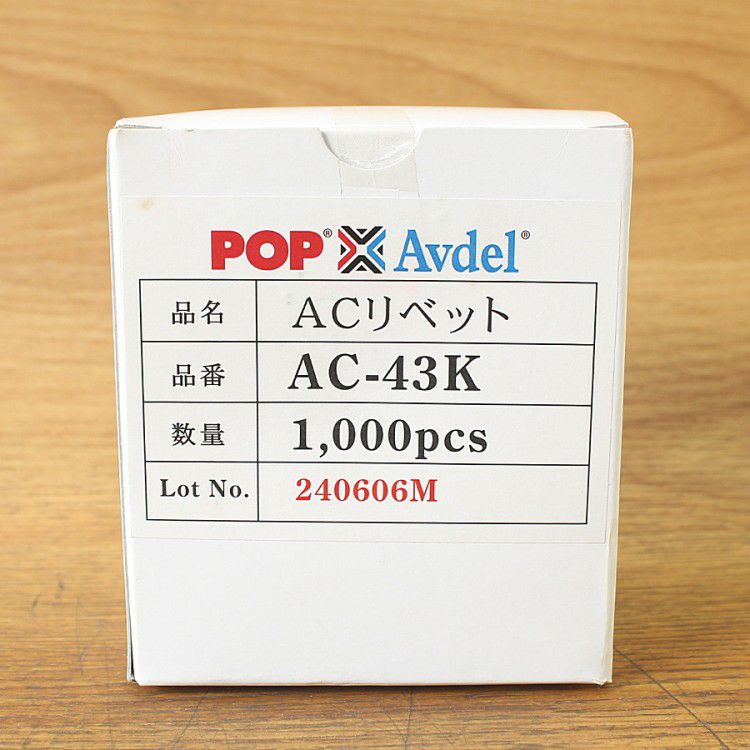 POP® Avdel®
品名 ACリベット
品番 AC-43K
数量 1,000pcs
Lot No. 240606M